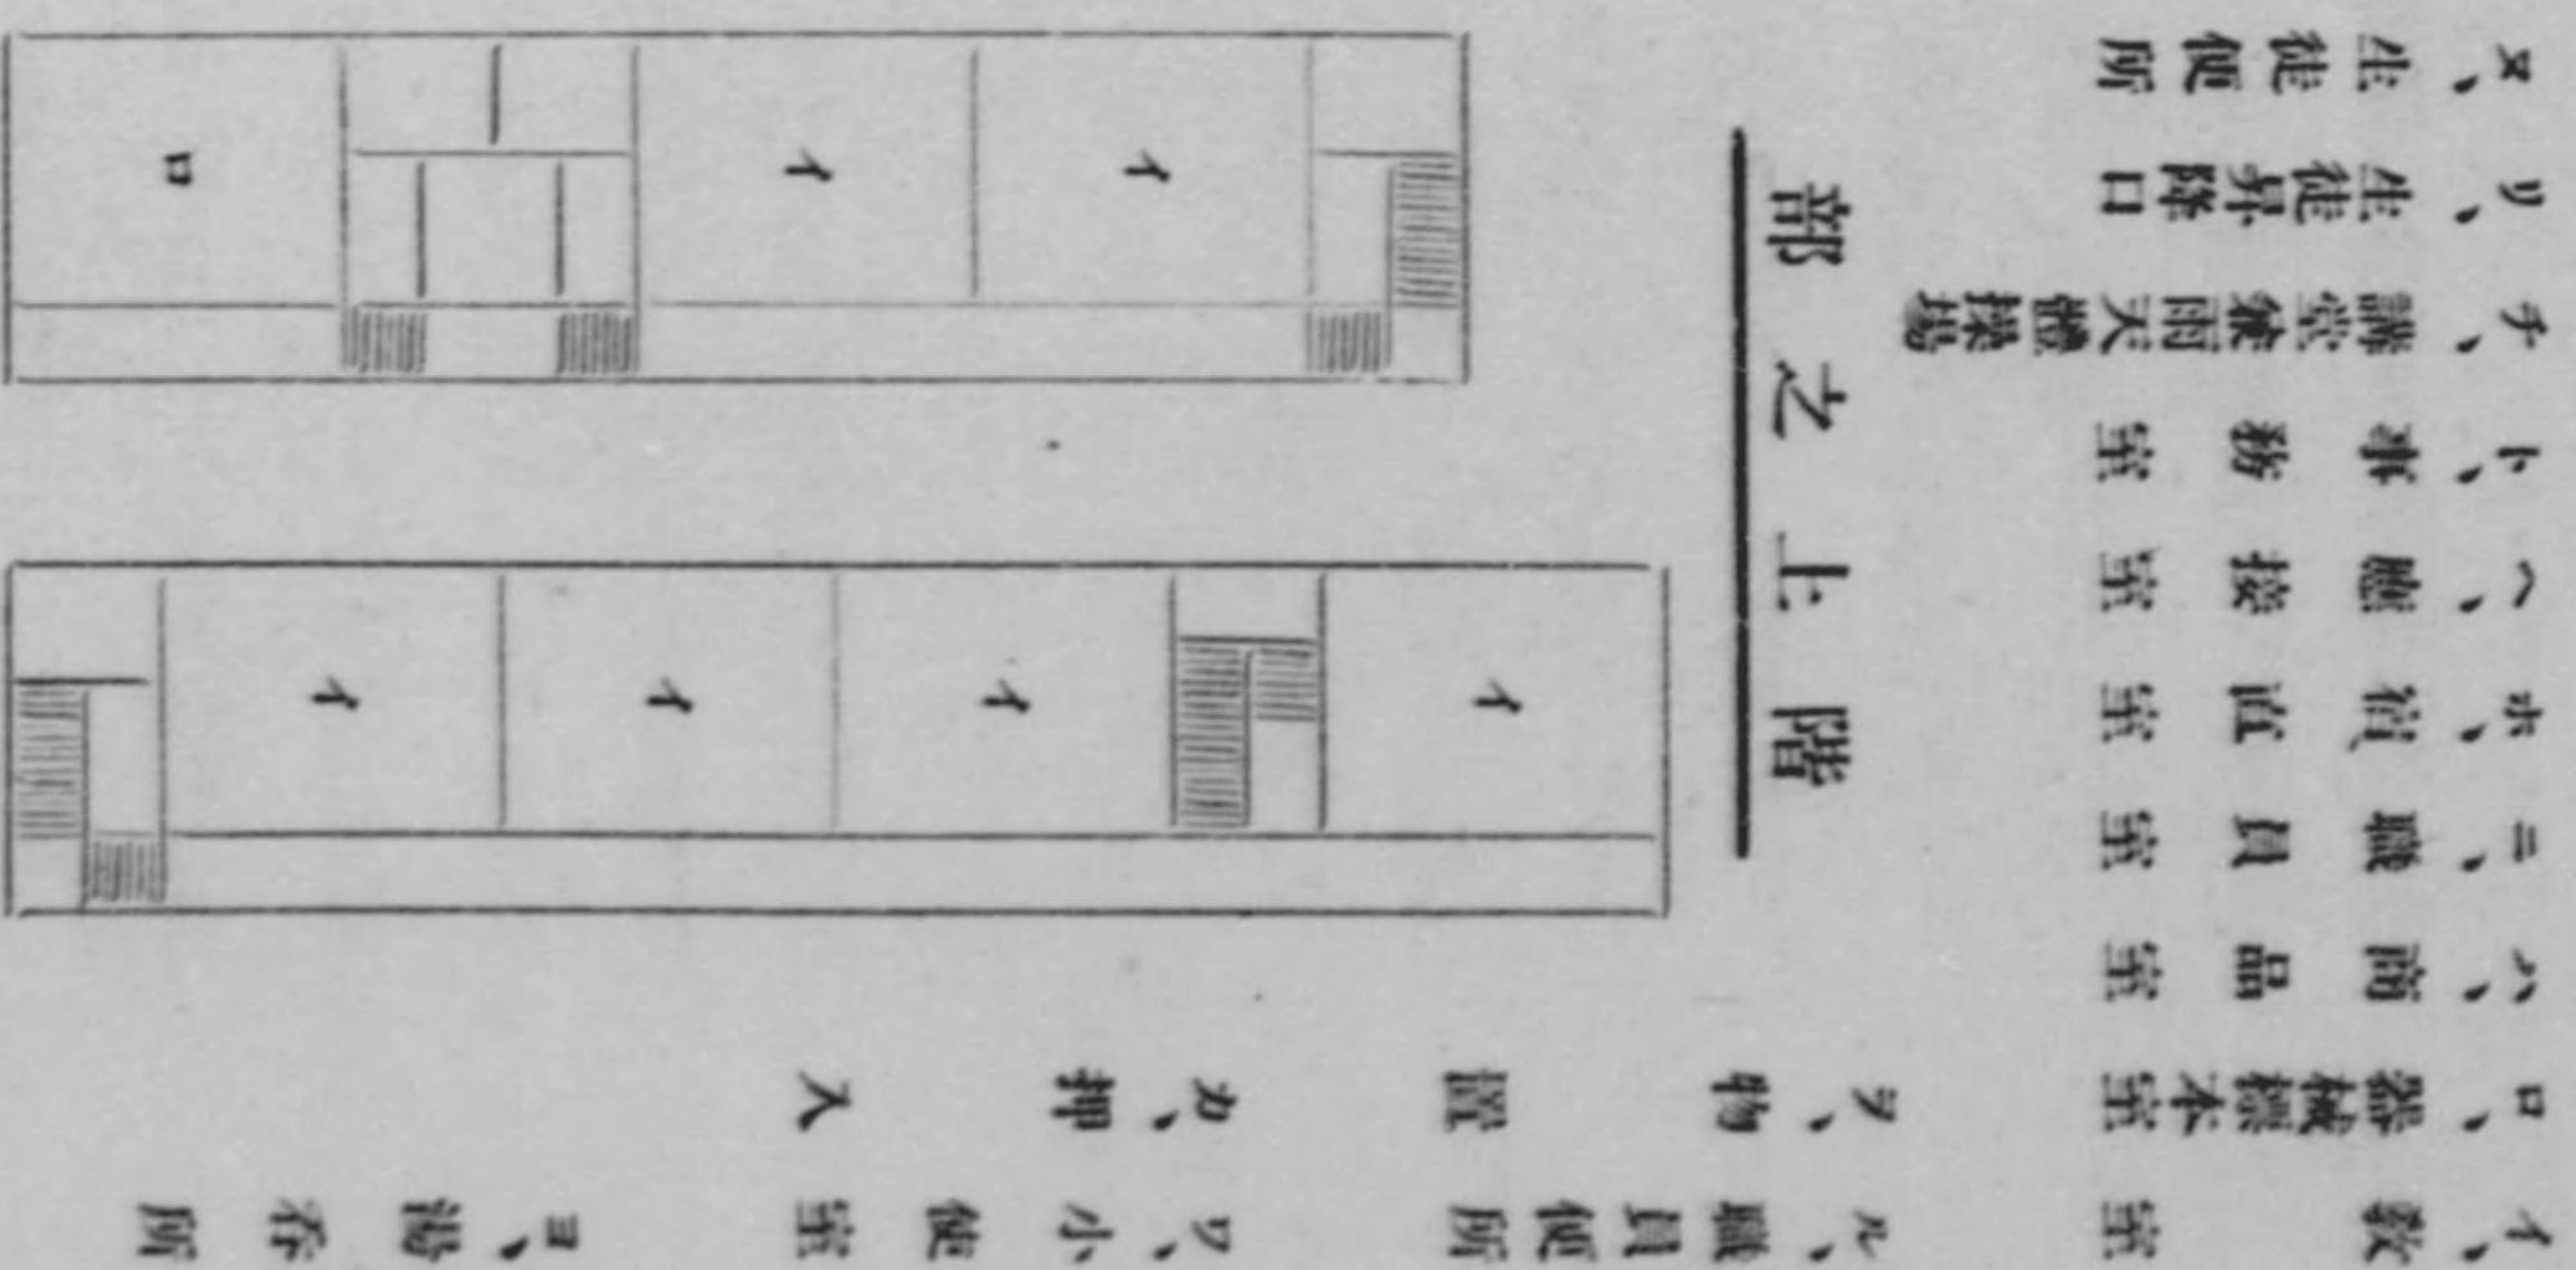 イ、教室
ロ、器械標本室
ハ、商品室
ニ、職員室
ホ、宿直室
ヘ、應接室
ト、事務室
チ、講堂兼雨天體操場
リ、生徒昇降口
ヌ、生徒便所
ル、職員便所
ヲ、物置
ワ、小使室
カ、押入
ヨ、湯呑所
階上之部
イ
イ
イ
イ
イ
イ
ロ